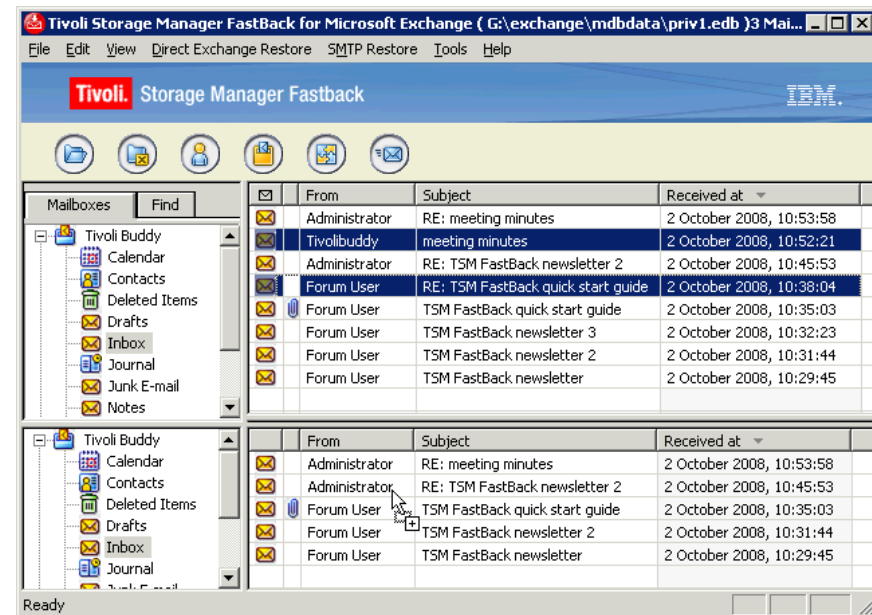 Tivoli Storage Manager FastBack for Microsoft Exchange ( G:\exchange\mdbdata\priv1.edb )3 Mai...
File Edit View Direct Exchange Restore SMTP Restore Tools Help
Tivoli. Storage Manager Fastback IBM.
Mailboxes Find
Tivoli Buddy
Calendar
Contacts
Deleted Items
Drafts
Inbox
Journal
Junk E-mail
Notes
From Subject Received at
Administrator RE: meeting minutes 2 October 2008, 10:53:58
Tivolibuddy meeting minutes 2 October 2008, 10:52:21
Administrator RE: TSM FastBack newsletter 2 2 October 2008, 10:45:53
Forum User RE: TSM FastBack quick start guide 2 October 2008, 10:38:04
Forum User TSM FastBack quick start guide 2 October 2008, 10:35:03
Forum User TSM FastBack newsletter 3 2 October 2008, 10:32:23
Forum User TSM FastBack newsletter 2 2 October 2008, 10:31:44
Forum User TSM FastBack newsletter 2 October 2008, 10:29:45
Tivoli Buddy
Calendar
Contacts
Deleted Items
Drafts
Inbox
Journal
From Subject Received at
Administrator RE: meeting minutes 2 October 2008, 10:53:58
Administrator RE: TSM FastBack newsletter 2 2 October 2008, 10:45:53
Forum User TSM FastBack quick start guide 2 October 2008, 10:35:03
Forum User TSM FastBack newsletter 2 2 October 2008, 10:31:44
Forum User TSM FastBack newsletter 2 October 2008, 10:29:45
Ready